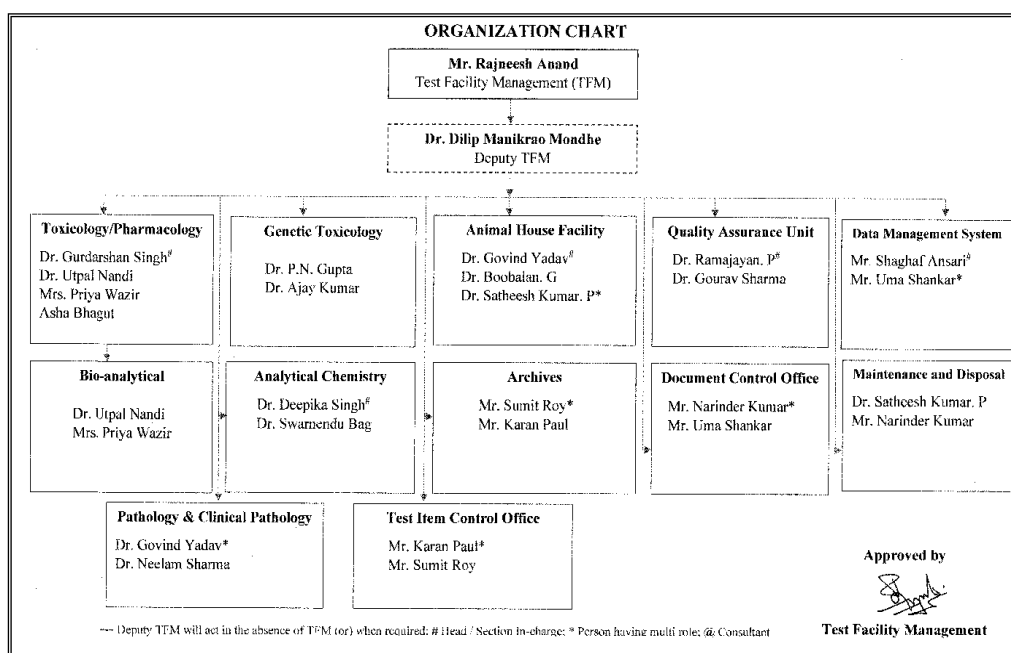 ORGANIZATION CHART
Mr. Rajneesh Anand
Test Facility Management (TFM)
Dr. Dilip Manikrao Mondhe
Deputy TFM
Toxicology/Pharmacology
Dr. Gurdarshan Singh#
Dr. Utpal Nandi
Mrs. Priya Wazir
Asha Bhagut
Genetic Toxicology
Dr. P.N. Gupta
Dr. Ajay Kumar
Animal House Facility
Dr. Govind Yadav#
Dr. Boobalan. G
Dr. Satheesh Kumar. P*
Quality Assurance Unit
Dr. Ramajayan. P#
Dr. Gourav Sharma
Data Management System
Mr. Shaghaf Ansari#
Mr. Uma Shankar*
Bio-analytical
Dr. Utpal Nandi
Mrs. Priya Wazir
Analytical Chemistry
Dr. Deepika Singh#
Dr. Swarnendu Bag
Archives
Mr. Sumit Roy*
Mr. Karan Paul
Document Control Office
Mr. Narinder Kumar*
Mr. Uma Shankar
Maintenance and Disposal
Dr. Satheesh Kumar. P
Mr. Narinder Kumar
Pathology & Clinical Pathology
Dr. Govind Yadav*
Dr. Neelam Sharma
Test Item Control Office
Mr. Karan Paul*
Mr. Sumit Roy
Approved by
Test Facility Management
--- Deputy TFM will act in the absence of TFM (or) when required; # Head / Section in-charge; * Person having multi role; @ Consultant